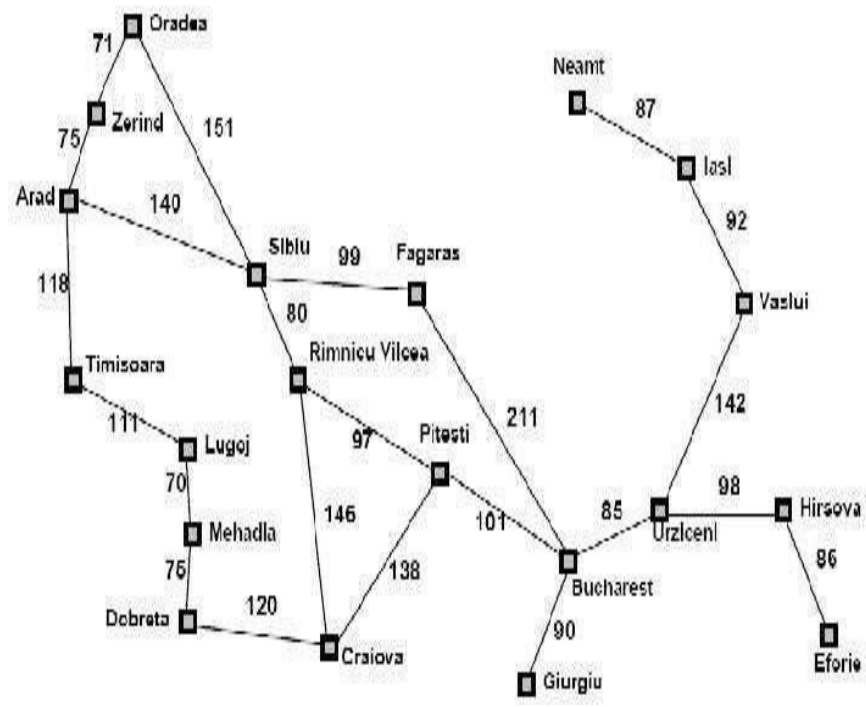 Oradea
71
Neamt
87
Zerind
151
75
Iasi
Arad
140
92
Sibiu
99
Fagaras
118
80
Vaslui
Timisoara
Rimnicu Vilcea
111
211
142
Lugoj
97
Pitesti
70
98
Hirsova
146
85
Urziceni
Mehadia
101
86
75
138
Bucharest
Dobreta
120
90
Craiova
Eforie
Giurgiu